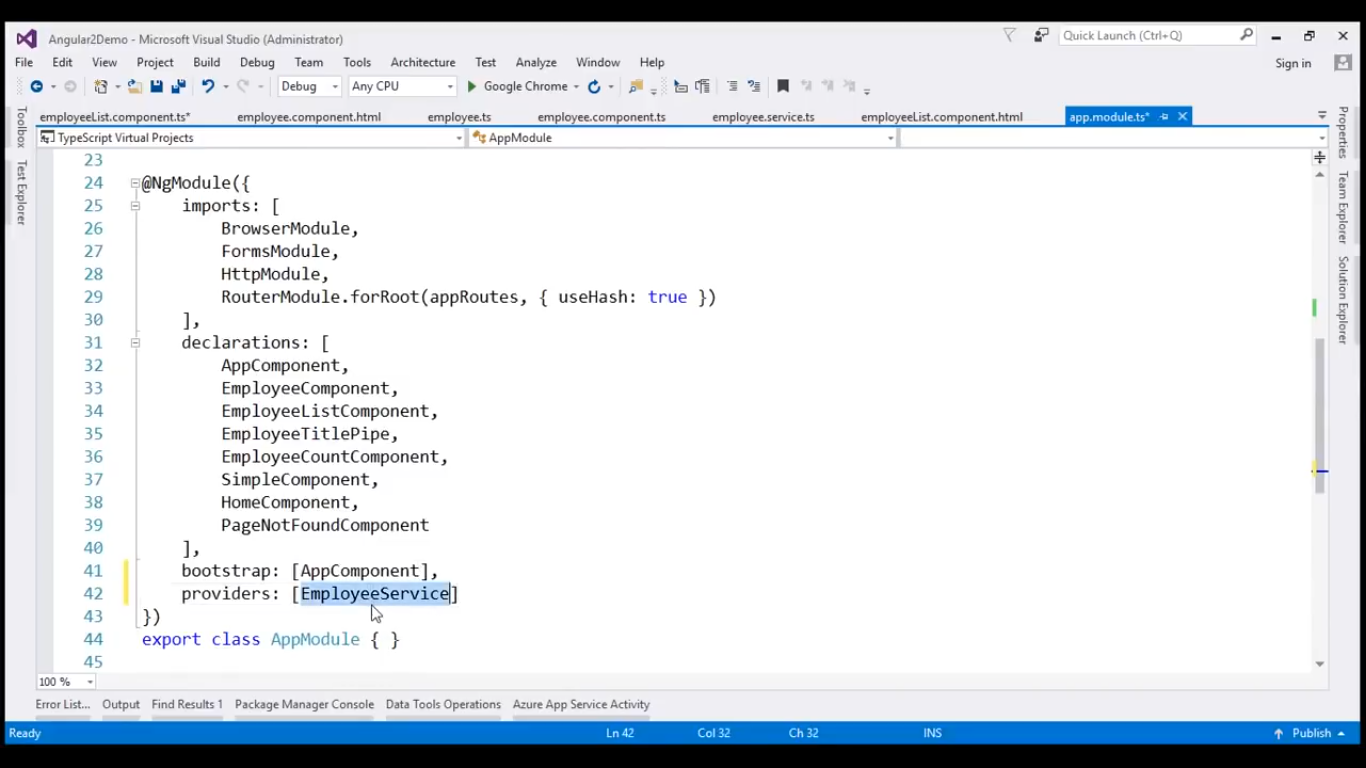 Angular2Demo - Microsoft Visual Studio (Administrator)
Quick Launch (Ctrl+Q)
File Edit View Project Build Debug Team Tools Architecture Test Analyze Window Help
Sign in
Debug Any CPU Google Chrome
employeeList.component.ts* employee.component.html employee.ts employee.component.ts employee.service.ts employeeList.component.html app.module.ts*
TypeScript Virtual Projects AppModule
Toolbox
Test Explorer
Properties
Team Explorer
Solution Explorer
23
24 @NgModule({
25 imports: [
26 BrowserModule,
27 FormsModule,
28 HttpModule,
29 RouterModule.forRoot(appRoutes, { useHash: true })
30 ],
31 declarations: [
32 AppComponent,
33 EmployeeComponent,
34 EmployeeListComponent,
35 EmployeeTitlePipe,
36 EmployeeCountComponent,
37 SimpleComponent,
38 HomeComponent,
39 PageNotFoundComponent
40 ],
41 bootstrap: [AppComponent],
42 providers: [EmployeeService]
43 })
44 export class AppModule { }
45
100 %
Error List... Output Find Results 1 Package Manager Console Data Tools Operations Azure App Service Activity
Ready Ln 42 Col 32 Ch 32 INS Publish